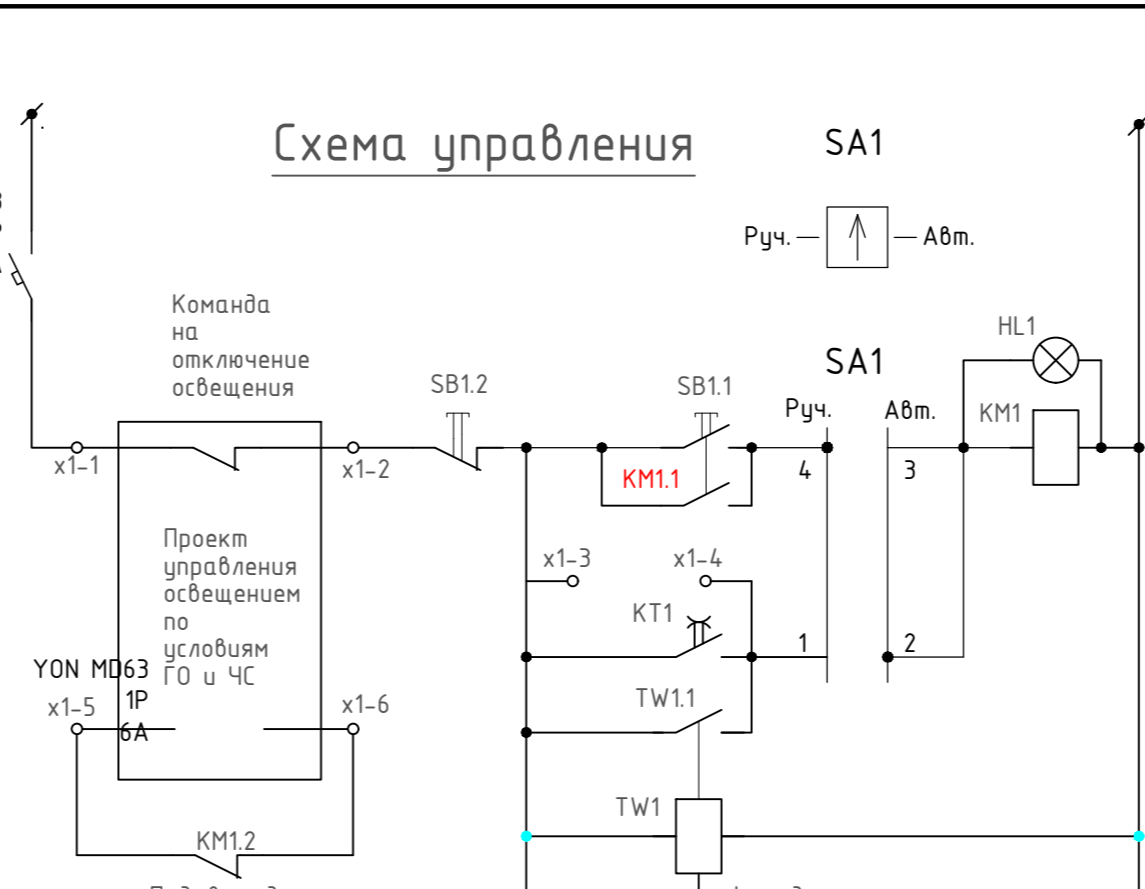 Схема управления
SA1
Руч.
Авт.
Команда
на
отключение
освещения
HL1
SA1
SB1.2
SB1.1
Руч.
Авт.
KM1
x1-1
x1-2
KM1.1
4
3
Проект
управления
освещением
по
условиям
ГО и ЧС
x1-3
x1-4
KT1
1
2
YON MD63
1P
6A
x1-5
x1-6
TW1.1
TW1
KM1.2